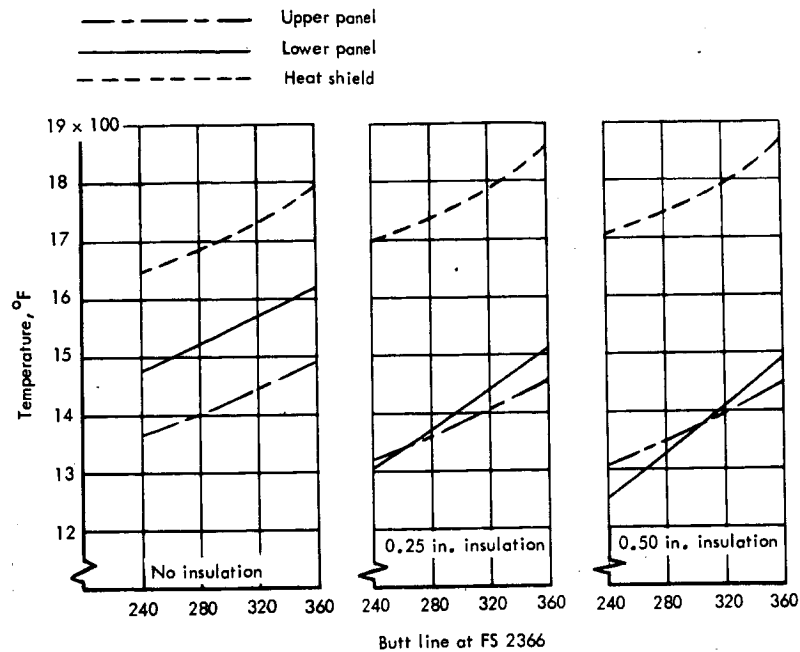 Upper panel
Lower panel
Heat shield
19 x 100
18
17
16
15
14
13
12
Temperature, °F
No insulation
0.25 in. insulation
0.50 in. insulation
240 280 320 360
240 280 320 360
240 280 320 360
Butt line at FS 2366